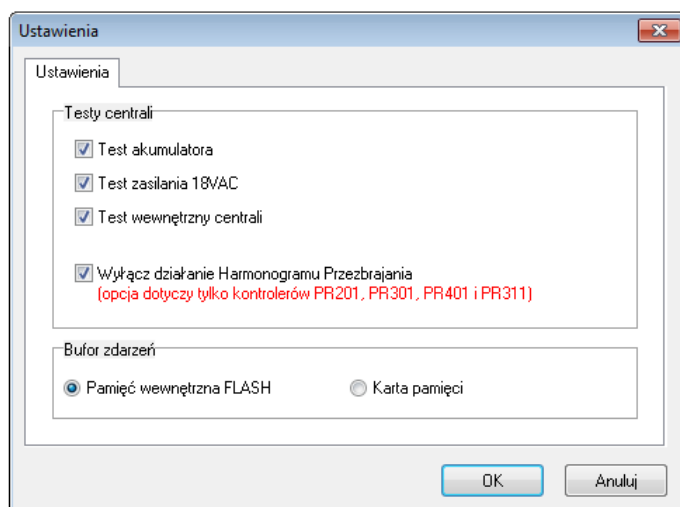 Ustawienia
Ustawienia
Testy centrali
Test akumulatora
Test zasilania 18VAC
Test wewnętrzny centrali
Wyłącz działanie Harmonogramu Przezbrajania
(opcja dotyczy tylko kontrolerów PR201, PR301, PR401 i PR311)
Bufor zdarzeń
Pamięć wewnętrzna FLASH Karta pamięci
OK Anuluj